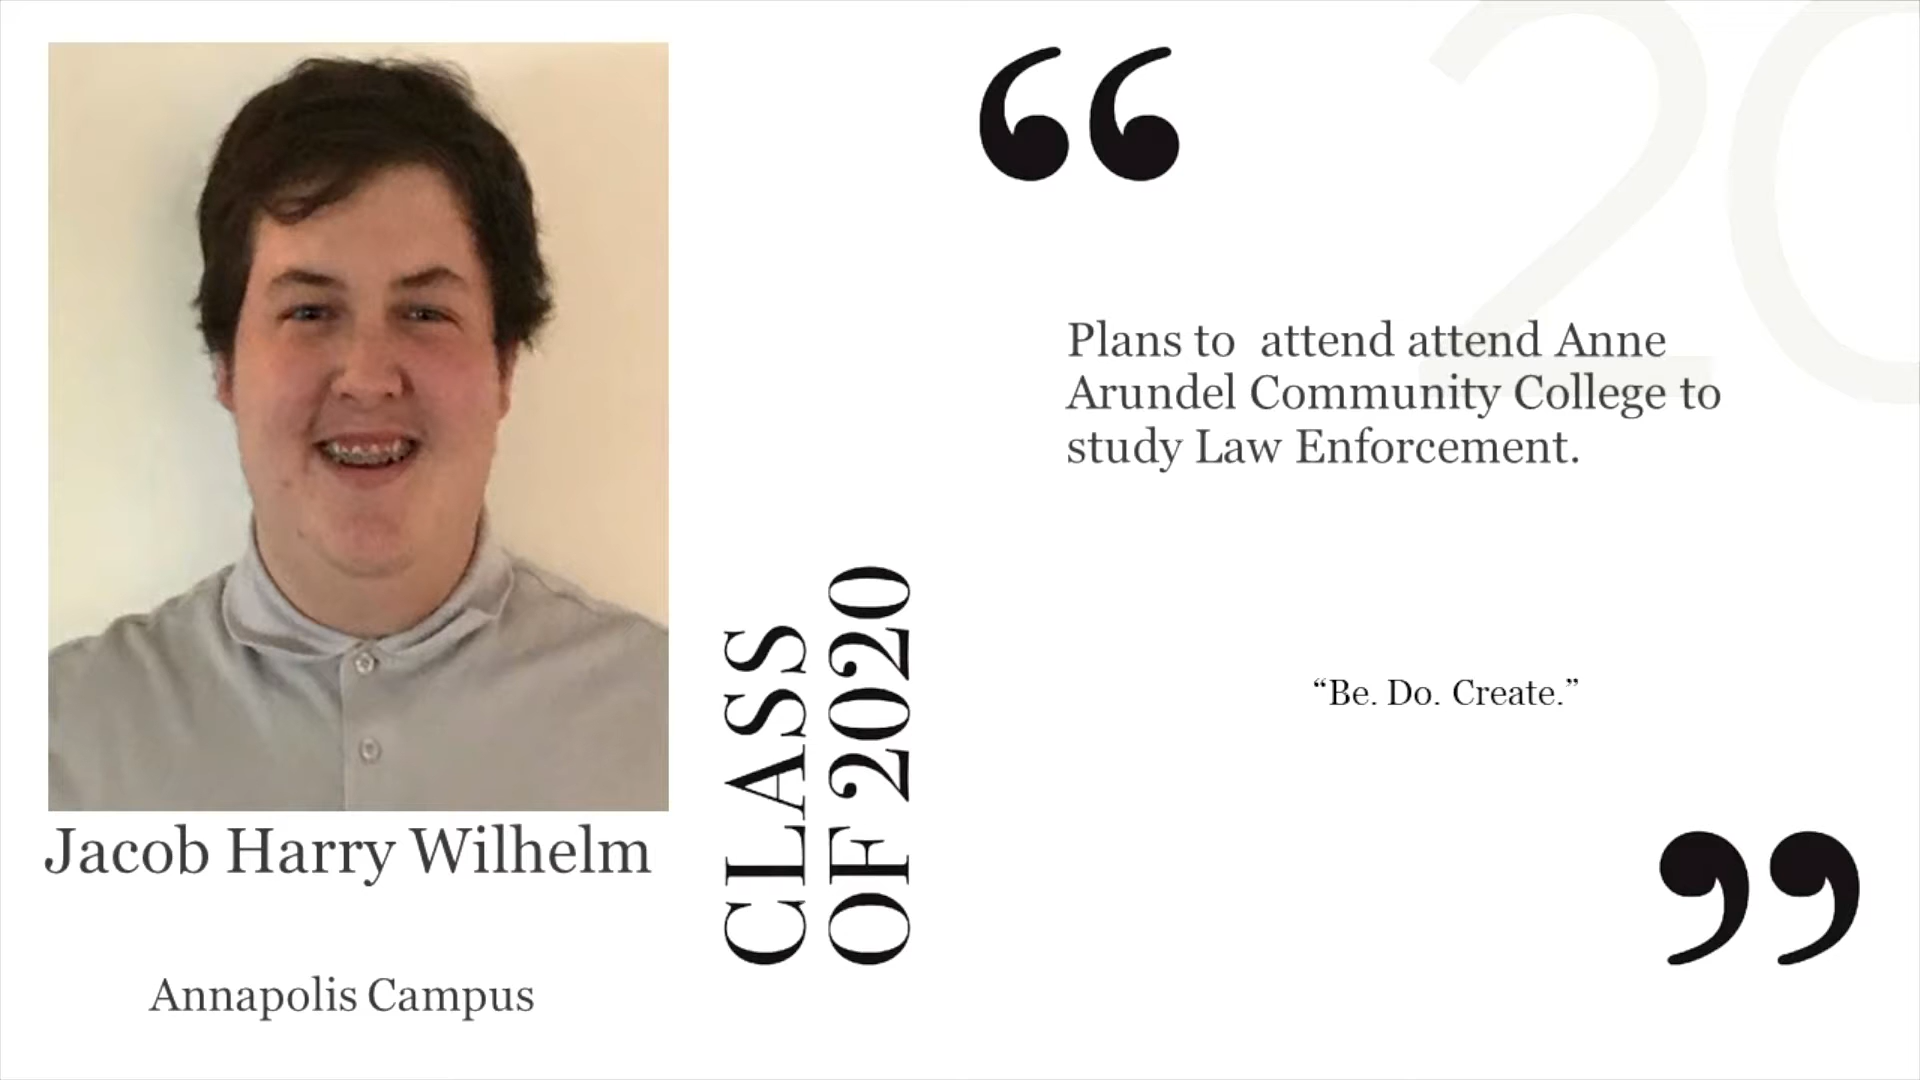 Jacob Harry Wilhelm
Annapolis Campus
CLASS
OF 2020
20
“
Plans to  attend attend Anne
Arundel Community College to
study Law Enforcement.
“Be. Do. Create.”
”